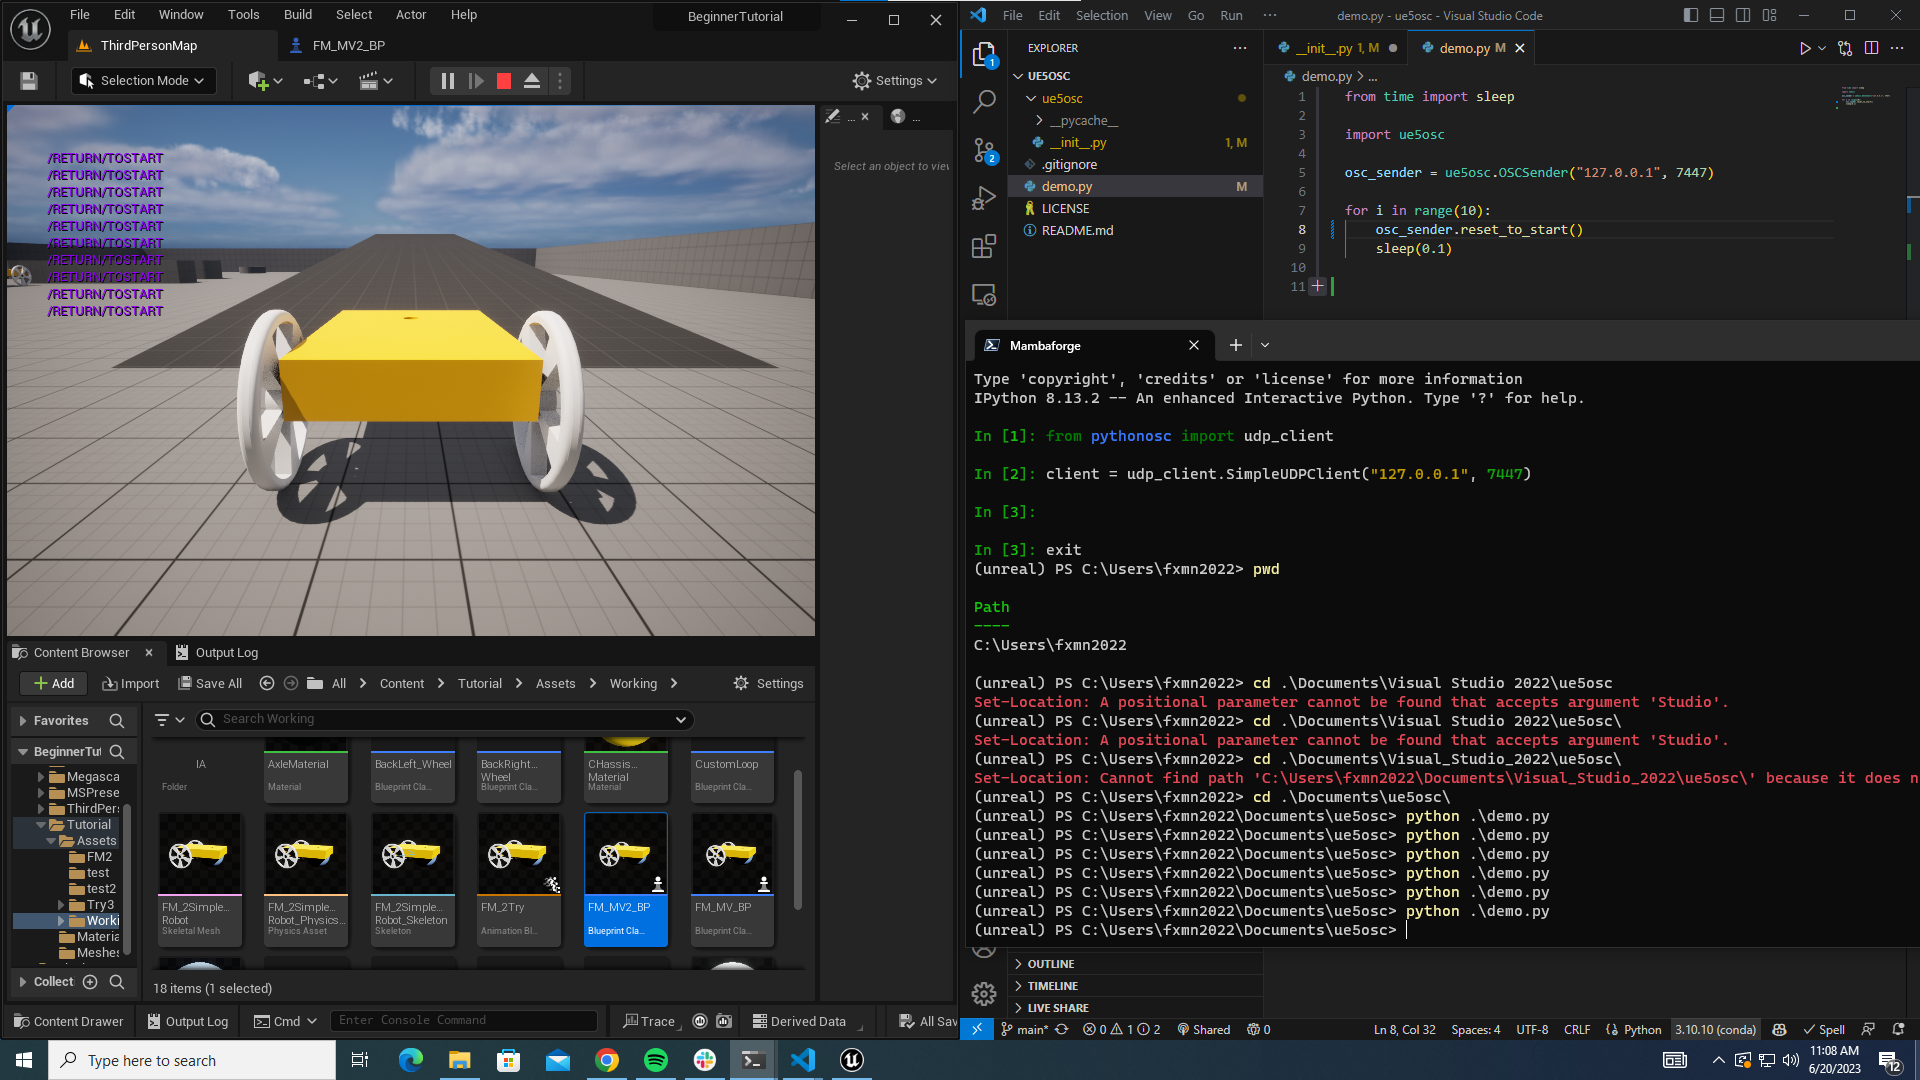 File Edit Window Tools Build Select Actor Help
BeginnerTutorial
ThirdPersonMap
FM_MV2_BP
Selection Mode
Settings
/RETURN/TOSTART
/RETURN/TOSTART
/RETURN/TOSTART
/RETURN/TOSTART
/RETURN/TOSTART
/RETURN/TOSTART
/RETURN/TOSTART
/RETURN/TOSTART
/RETURN/TOSTART
/RETURN/TOSTART
...
...
Select an object to view
Content Browser
Output Log
Add Import Save All All Content Tutorial Assets Working Settings
Favorites
Search Working
BeginnerTut
Megasca
MSPrese
ThirdPers
Tutorial
Assets
FM2
test
test2
Try3
Worki
Materia
Meshes
Collect
IA
Folder
AxleMaterial
Material
BackLeft_Wheel
Blueprint Cla...
BackRight...
Wheel
Blueprint Cla...
CHassis...
Material
Material
CustomLoop
Blueprint Cla...
FM_2Simple...
Robot
Skeletal Mesh
FM_2Simple...
Robot_Physics...
Physics Asset
FM_2Simple...
Robot_Skeleton
Skeleton
FM_2Try
Animation Bl...
FM_MV2_BP
Blueprint Cla...
FM_MV_BP
Blueprint Cla...
18 items (1 selected)
Content Drawer Output Log Cmd Enter Console Command Trace Derived Data All Sav
File Edit Selection View Go Run ...
demo.py - ue5osc - Visual Studio Code
EXPLORER
UE5OSC
ue5osc
__pycache__
__init__.py 1, M
.gitignore
demo.py M
LICENSE
README.md
1
2
__init__.py 1, M
demo.py M
demo.py > ...
1 from time import sleep
2
3 import ue5osc
4
5 osc_sender = ue5osc.OSCSender("127.0.0.1", 7447)
6
7 for i in range(10):
8 osc_sender.reset_to_start()
9 sleep(0.1)
10
11
Mambaforge
Type 'copyright', 'credits' or 'license' for more information
IPython 8.13.2 -- An enhanced Interactive Python. Type '?' for help.
In [1]: from pythonosc import udp_client
In [2]: client = udp_client.SimpleUDPClient("127.0.0.1", 7447)
In [3]:
In [3]: exit
(unreal) PS C:\Users\fxmn2022> pwd
Path
----
C:\Users\fxmn2022
(unreal) PS C:\Users\fxmn2022> cd .\Documents\Visual Studio 2022\ue5osc
Set-Location: A positional parameter cannot be found that accepts argument 'Studio'.
(unreal) PS C:\Users\fxmn2022> cd .\Documents\Visual Studio 2022\ue5osc\
Set-Location: A positional parameter cannot be found that accepts argument 'Studio'.
(unreal) PS C:\Users\fxmn2022> cd .\Documents\Visual_Studio_2022\ue5osc\
Set-Location: Cannot find path 'C:\Users\fxmn2022\Documents\Visual_Studio_2022\ue5osc\' because it does n
(unreal) PS C:\Users\fxmn2022> cd .\Documents\ue5osc\
(unreal) PS C:\Users\fxmn2022\Documents\ue5osc> python .\demo.py
(unreal) PS C:\Users\fxmn2022\Documents\ue5osc> python .\demo.py
(unreal) PS C:\Users\fxmn2022\Documents\ue5osc> python .\demo.py
(unreal) PS C:\Users\fxmn2022\Documents\ue5osc> python .\demo.py
(unreal) PS C:\Users\fxmn2022\Documents\ue5osc> python .\demo.py
(unreal) PS C:\Users\fxmn2022\Documents\ue5osc> python .\demo.py
(unreal) PS C:\Users\fxmn2022\Documents\ue5osc>
OUTLINE
TIMELINE
LIVE SHARE
main* 0 1 2 Shared 0 Ln 8, Col 32 Spaces: 4 UTF-8 CRLF Python 3.10.10 (conda) Spell
Type here to search
11:08 AM
6/20/2023
12